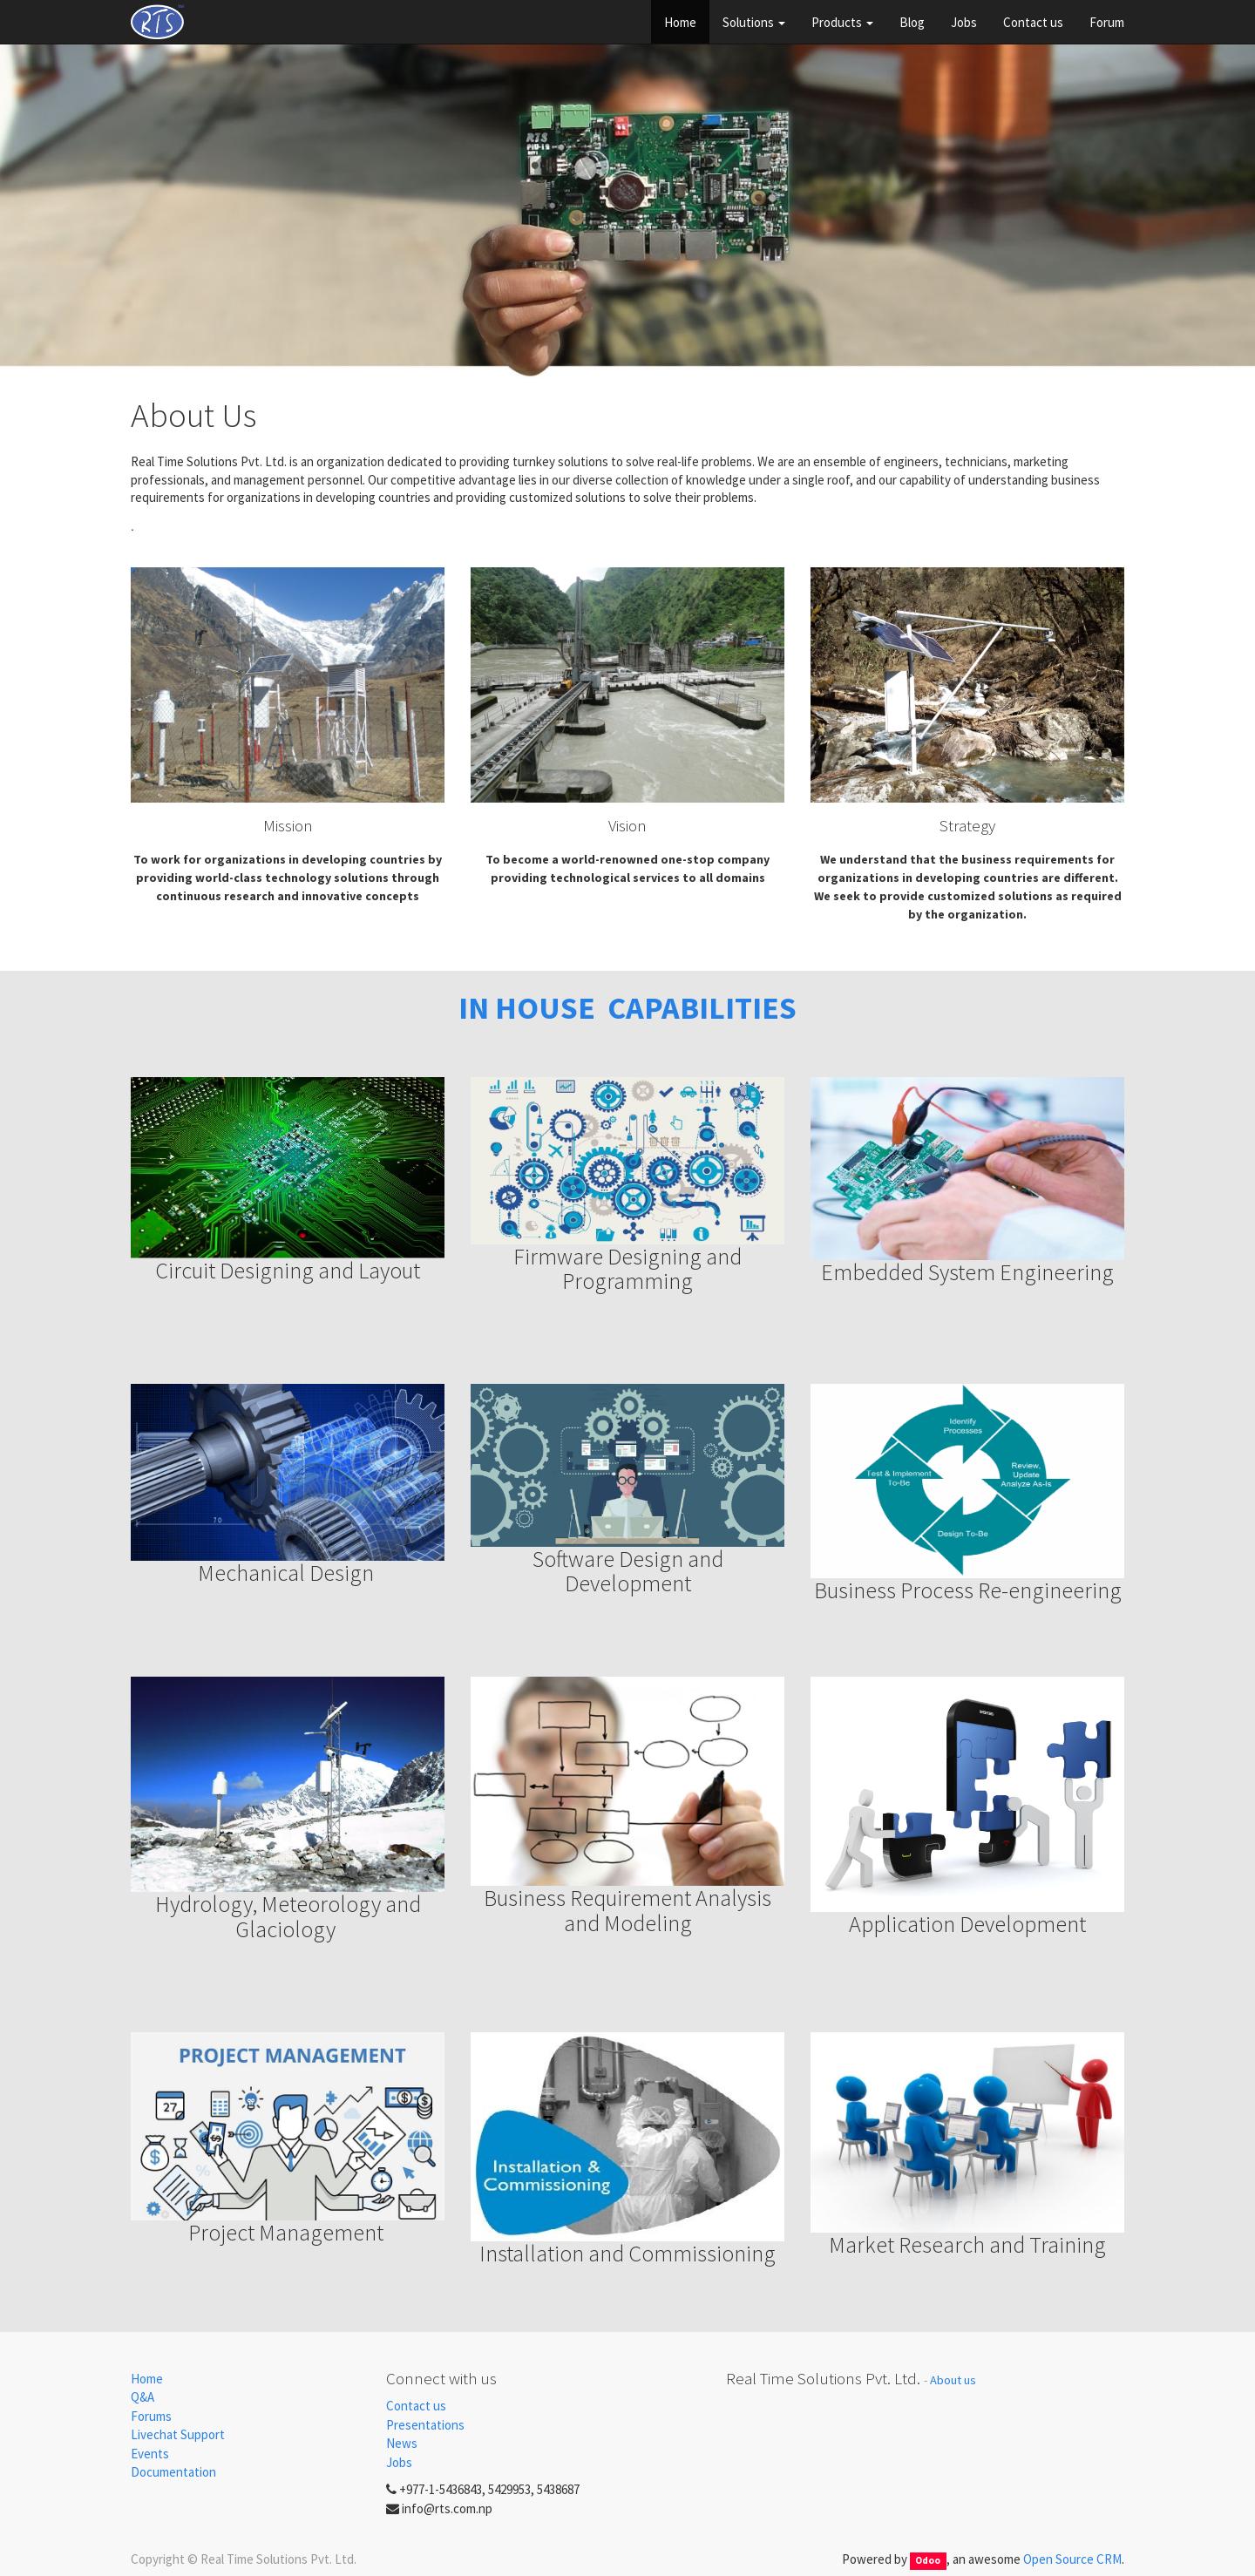 RTS
Home
Solutions
Products
Blog
Jobs
Contact us
Forum
RTS
About Us
Real Time Solutions Pvt. Ltd. is an organization dedicated to providing turnkey solutions to solve real-life problems. We are an ensemble of engineers, technicians, marketing
professionals, and management personnel. Our competitive advantage lies in our diverse collection of knowledge under a single roof, and our capability of understanding business
requirements for organizations in developing countries and providing customized solutions to solve their problems.
.
Mission
To work for organizations in developing countries by
providing world-class technology solutions through
continuous research and innovative concepts
Vision
To become a world-renowned one-stop company
providing technological services to all domains
Strategy
We understand that the business requirements for
organizations in developing countries are different.
We seek to provide customized solutions as required
by the organization.
IN HOUSE CAPABILITIES
Circuit Designing and Layout
Firmware Designing and
Programming
Embedded System Engineering
70
Mechanical Design
Software Design and
Development
Identify
Processes
Review,
Update
Analyze As-Is
Design To-Be
Test & Implement
To-Be
Business Process Re-engineering
Hydrology, Meteorology and
Glaciology
Business Requirement Analysis
and Modeling
Application Development
PROJECT MANAGEMENT
27
Project Management
Installation &
Commissioning
Installation and Commissioning
Market Research and Training
Home
Q&A
Forums
Livechat Support
Events
Documentation
Connect with us
Contact us
Presentations
News
Jobs
+977-1-5436843, 5429953, 5438687
info@rts.com.np
Real Time Solutions Pvt. Ltd. - About us
Copyright © Real Time Solutions Pvt. Ltd.
Powered by Odoo, an awesome Open Source CRM.